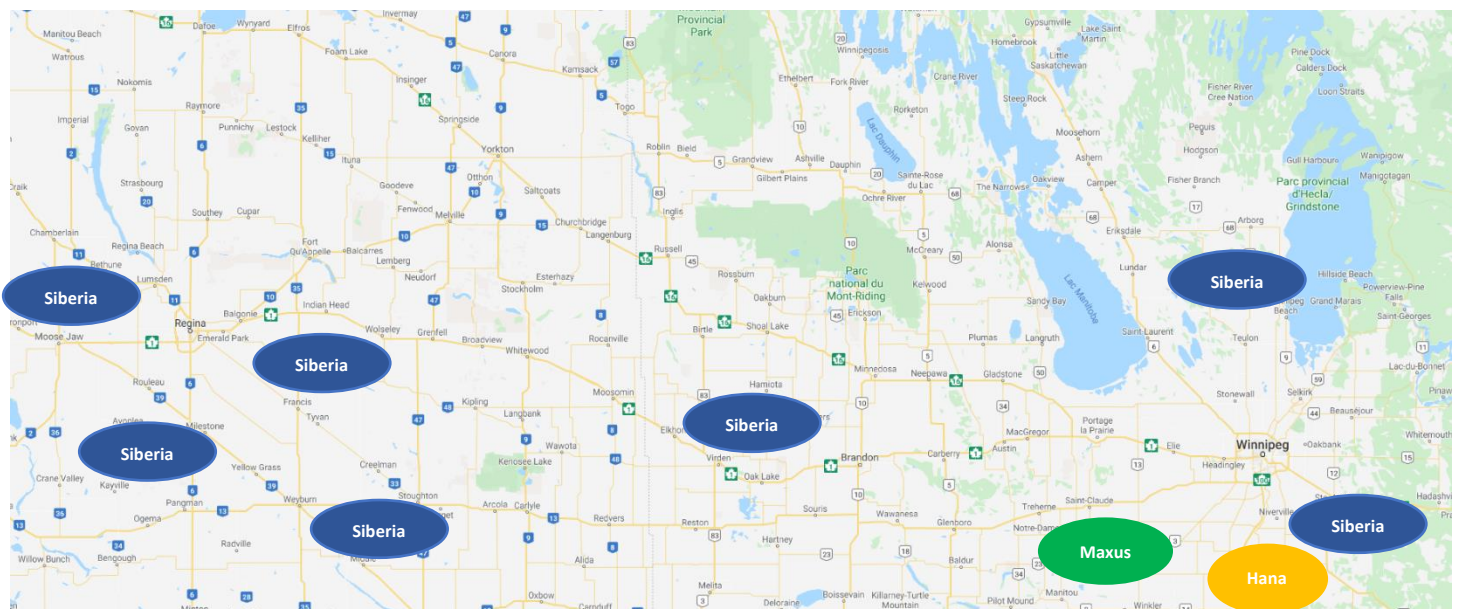 Manitou Beach
Watrous
Dafoe
Wynyard
Elfros
Foam Lake
Invermay
Canora
Kamsack
Togo
Provincial
Park
Winnipegosis
Gypsumville
Homebrook
Lake Saint
Martin
Little
Saskatchewan
Pine Dock
Calders Dock
Loon Straits
Nokomis
Insinger
Ethelbert
Fork River
Crane River
Steep Rock
Fisher River
Cree Nation
Imperial
Govan
Raymore
Punnichy
Lestock
Kelliher
Springside
Rorketon
Lac Dauphin
Moosehorn
Peguis
Hodgson
Ituna
Yorkton
Roblin
Bield
Grandview
Gilbert Plains
Ashville
Dauphin
Sainte-Rose
du Lac
Ochre River
The Narrows
Oakview
Ashern
Camper
Fisher Branch
Gull Harbour
Wanipigow
Manigotagan
Parc provincial
d'Hecla/
Grindstone
Craik
Strasbourg
Goodeve
Otthon
Fenwood
Melville
Saltcoats
Churchbridge
Langenburg
Inglis
Southey
Cupar
Fort
Qu'Appelle
Balcarres
Lemberg
Neudorf
Chamberlain
Regina Beach
Bethune
Lumsden
Russell
Rossburn
Oakburn
Parc
national du
Mont-Riding
McCreary
Kelwood
Alonsa
Eriksdale
Lundar
Arborg
Esterhazy
Stockholm
Lac Manitoba
Sandy Bay
Hillside Beach
Grand Marais
Beach
Powerview-Pine
Falls
Saint-Georges
Siberia
Siberia
Moose Jaw
Regina
Balgonie
Emerald Park
Indian Head
Wolseley
Grenfell
Broadview
Whitewood
Rocanville
Birtle
Shoal Lake
Erickson
Plumas
Langruth
Saint-Laurent
Teulon
Lac-du-Bonnet
Siberia
Rouleau
Francis
Tyvan
Kipling
Langbank
Moosomin
Hamiota
Minnedosa
Neepawa
Gladstone
Stonewall
Selkirk
Beauséjour
Milestone
Siberia
Siberia
Wawota
Kenosee Lake
Virden
Oak Lake
Brandon
Carberry
MacGregor
Austin
Portage
la Prairie
Elie
Headingley
Winnipeg
Oakbank
Whitemouth
Crane Valley
Kayville
Yellow Grass
Creelman
Pangman
Ogema
Weyburn
Stoughton
Arcola
Carlyle
Redvers
Reston
Souris
Wawanesa
Glenboro
Treherne
Saint-Claude
Niverville
Siberia
Siberia
Willow Bunch
Bengough
Radville
Alida
Hartney
Baldur
Maxus
Hana
Oxbow
Carnduff
Melita
Deloraine
Boissevain
Killarney-Turtle
Mountain
Pilot Mound
Manitou
Winkler